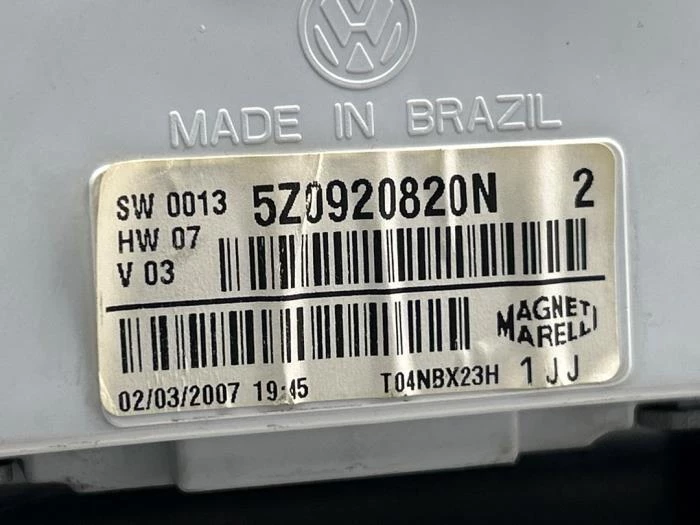 MADE IN BRAZIL
SW 0013 5Z0920820N 2
HW 07
V 03
MAGNETI
MARELLI
02/03/2007 19:45 T04NBX23H 1 JJ